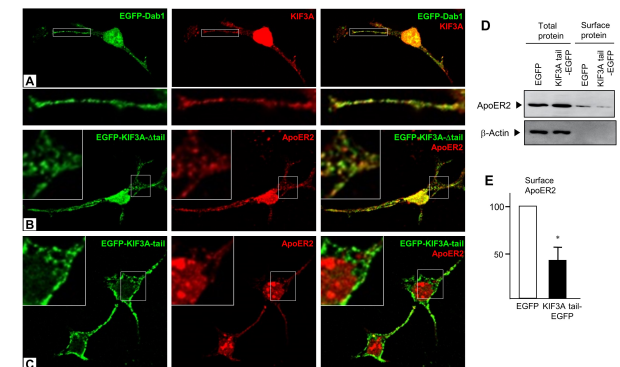 EGFP-Dab1
KIF3A
EGFP-Dab1
KIF3A
A
EGFP-KIF3A-Δtail
ApoER2
EGFP-KIF3A-Δtail
ApoER2
B
EGFP-KIF3A-tail
ApoER2
EGFP-KIF3A-tail
ApoER2
C
D
Total
protein
Surface
protein
EGFP
KIF3A tail
-EGFP
EGFP
KIF3A tail
-EGFP
ApoER2
β-Actin
E
Surface
ApoER2
100
50
*
EGFP
KIF3A tail-
EGFP